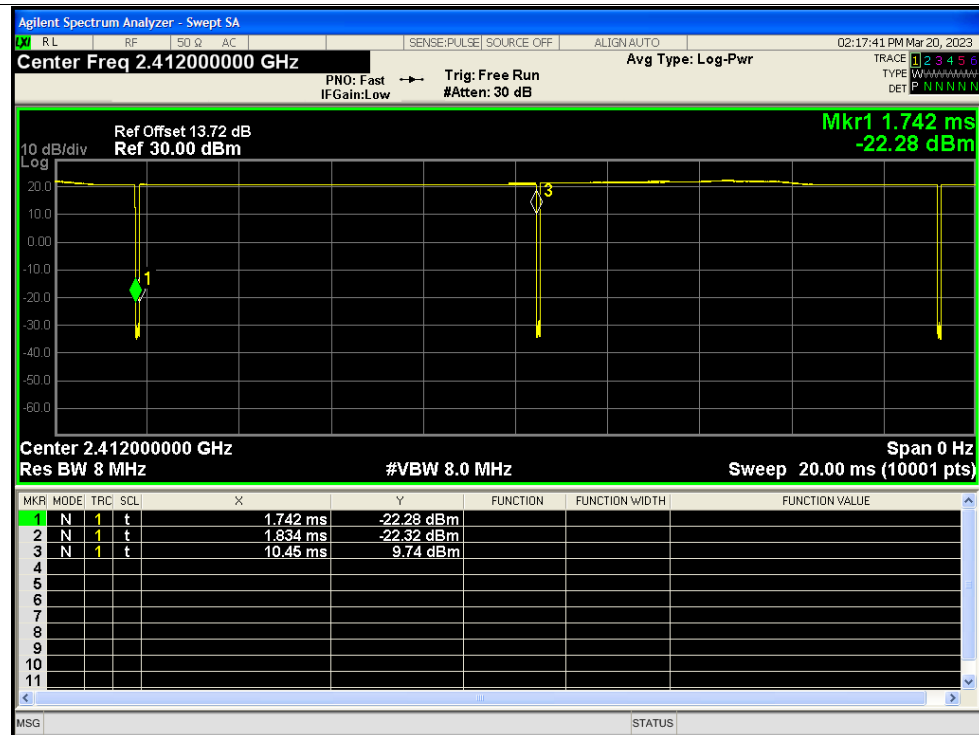 Agilent Spectrum Analyzer - Swept SA
LXI RL RF 50 Ω AC SENSE:PULSE SOURCE OFF ALIGN AUTO 02:17:41 PM Mar 20, 2023
Center Freq 2.412000000 GHz Avg Type: Log-Pwr TRACE 1 2 3 4 5 6
PNO: Fast Trig: Free Run TYPE WWWWWW
IFGain:Low #Atten: 30 dB DET P N N N N N
Mkr1 1.742 ms
Ref Offset 13.72 dB
10 dB/div Ref 30.00 dBm -22.28 dBm
Log
20.0
3
10.0
0.00
-10.0
1
-20.0
-30.0
-40.0
-50.0
-60.0
Center 2.412000000 GHz Span 0 Hz
Res BW 8 MHz #VBW 8.0 MHz Sweep 20.00 ms (10001 pts)
MKR MODE TRC SCL X Y FUNCTION FUNCTION WIDTH FUNCTION VALUE
1 N 1 t 1.742 ms -22.28 dBm
2 N 1 t 1.834 ms -22.32 dBm
3 N 1 t 10.45 ms 9.74 dBm
4
5
6
7
8
9
10
11
MSG STATUS